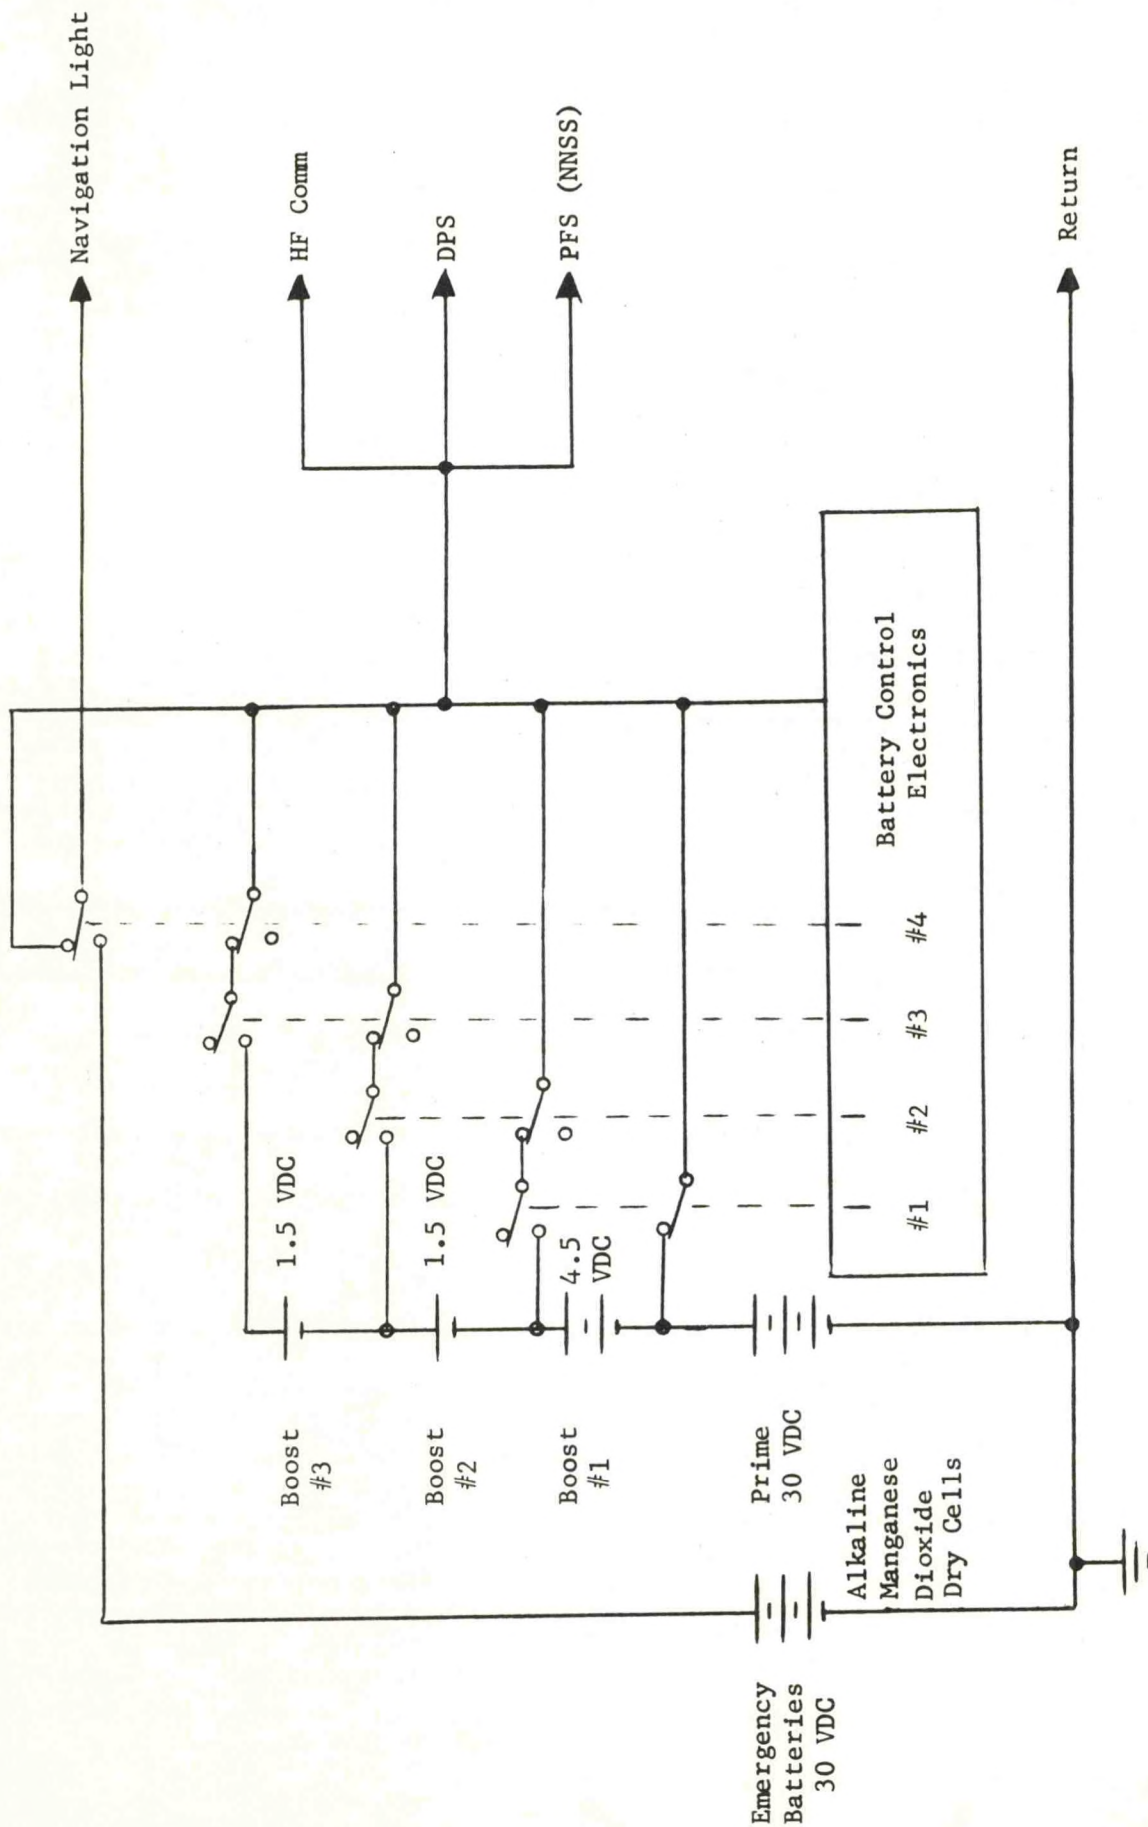 Navigation Light
HF Comm
DPS
PFS (NNSS)
Return
1.5 VDC
1.5 VDC
4.5
VDC
Boost
#3
Boost
#2
Boost
#1
Prime
30 VDC
Alkaline
Manganese
Dioxide
Dry Cells
Emergency
Batteries
30 VDC
#1
#2
#3
#4
Battery Control
Electronics